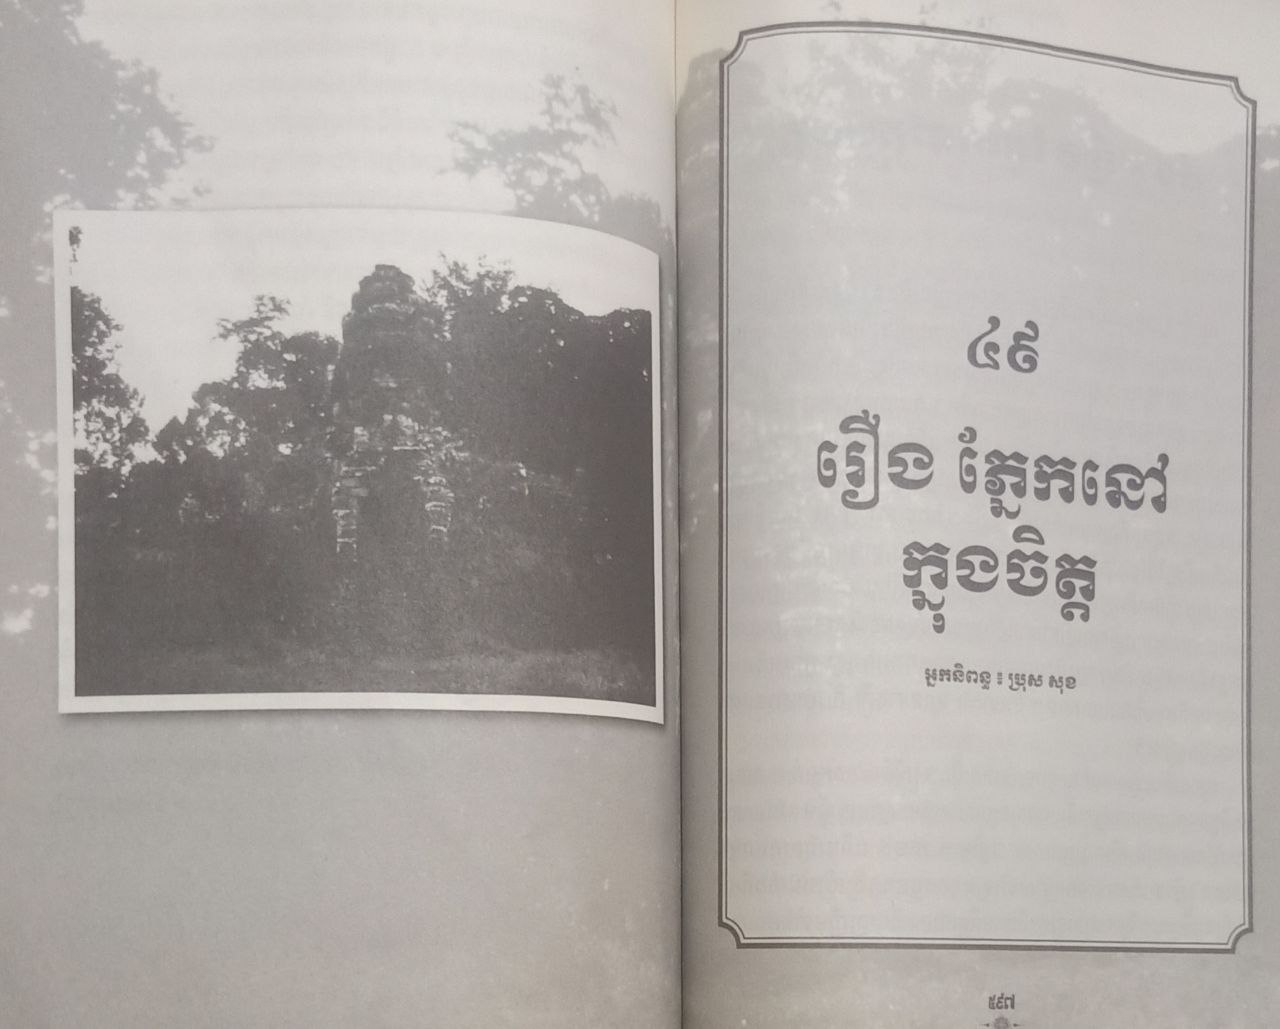 ៤៩
រឿង ភ្នែកនៅ
ក្នុងចិត្ត
អ្នកនិពន្ធ ៖ ប្រុស សុខ
៥៩៧